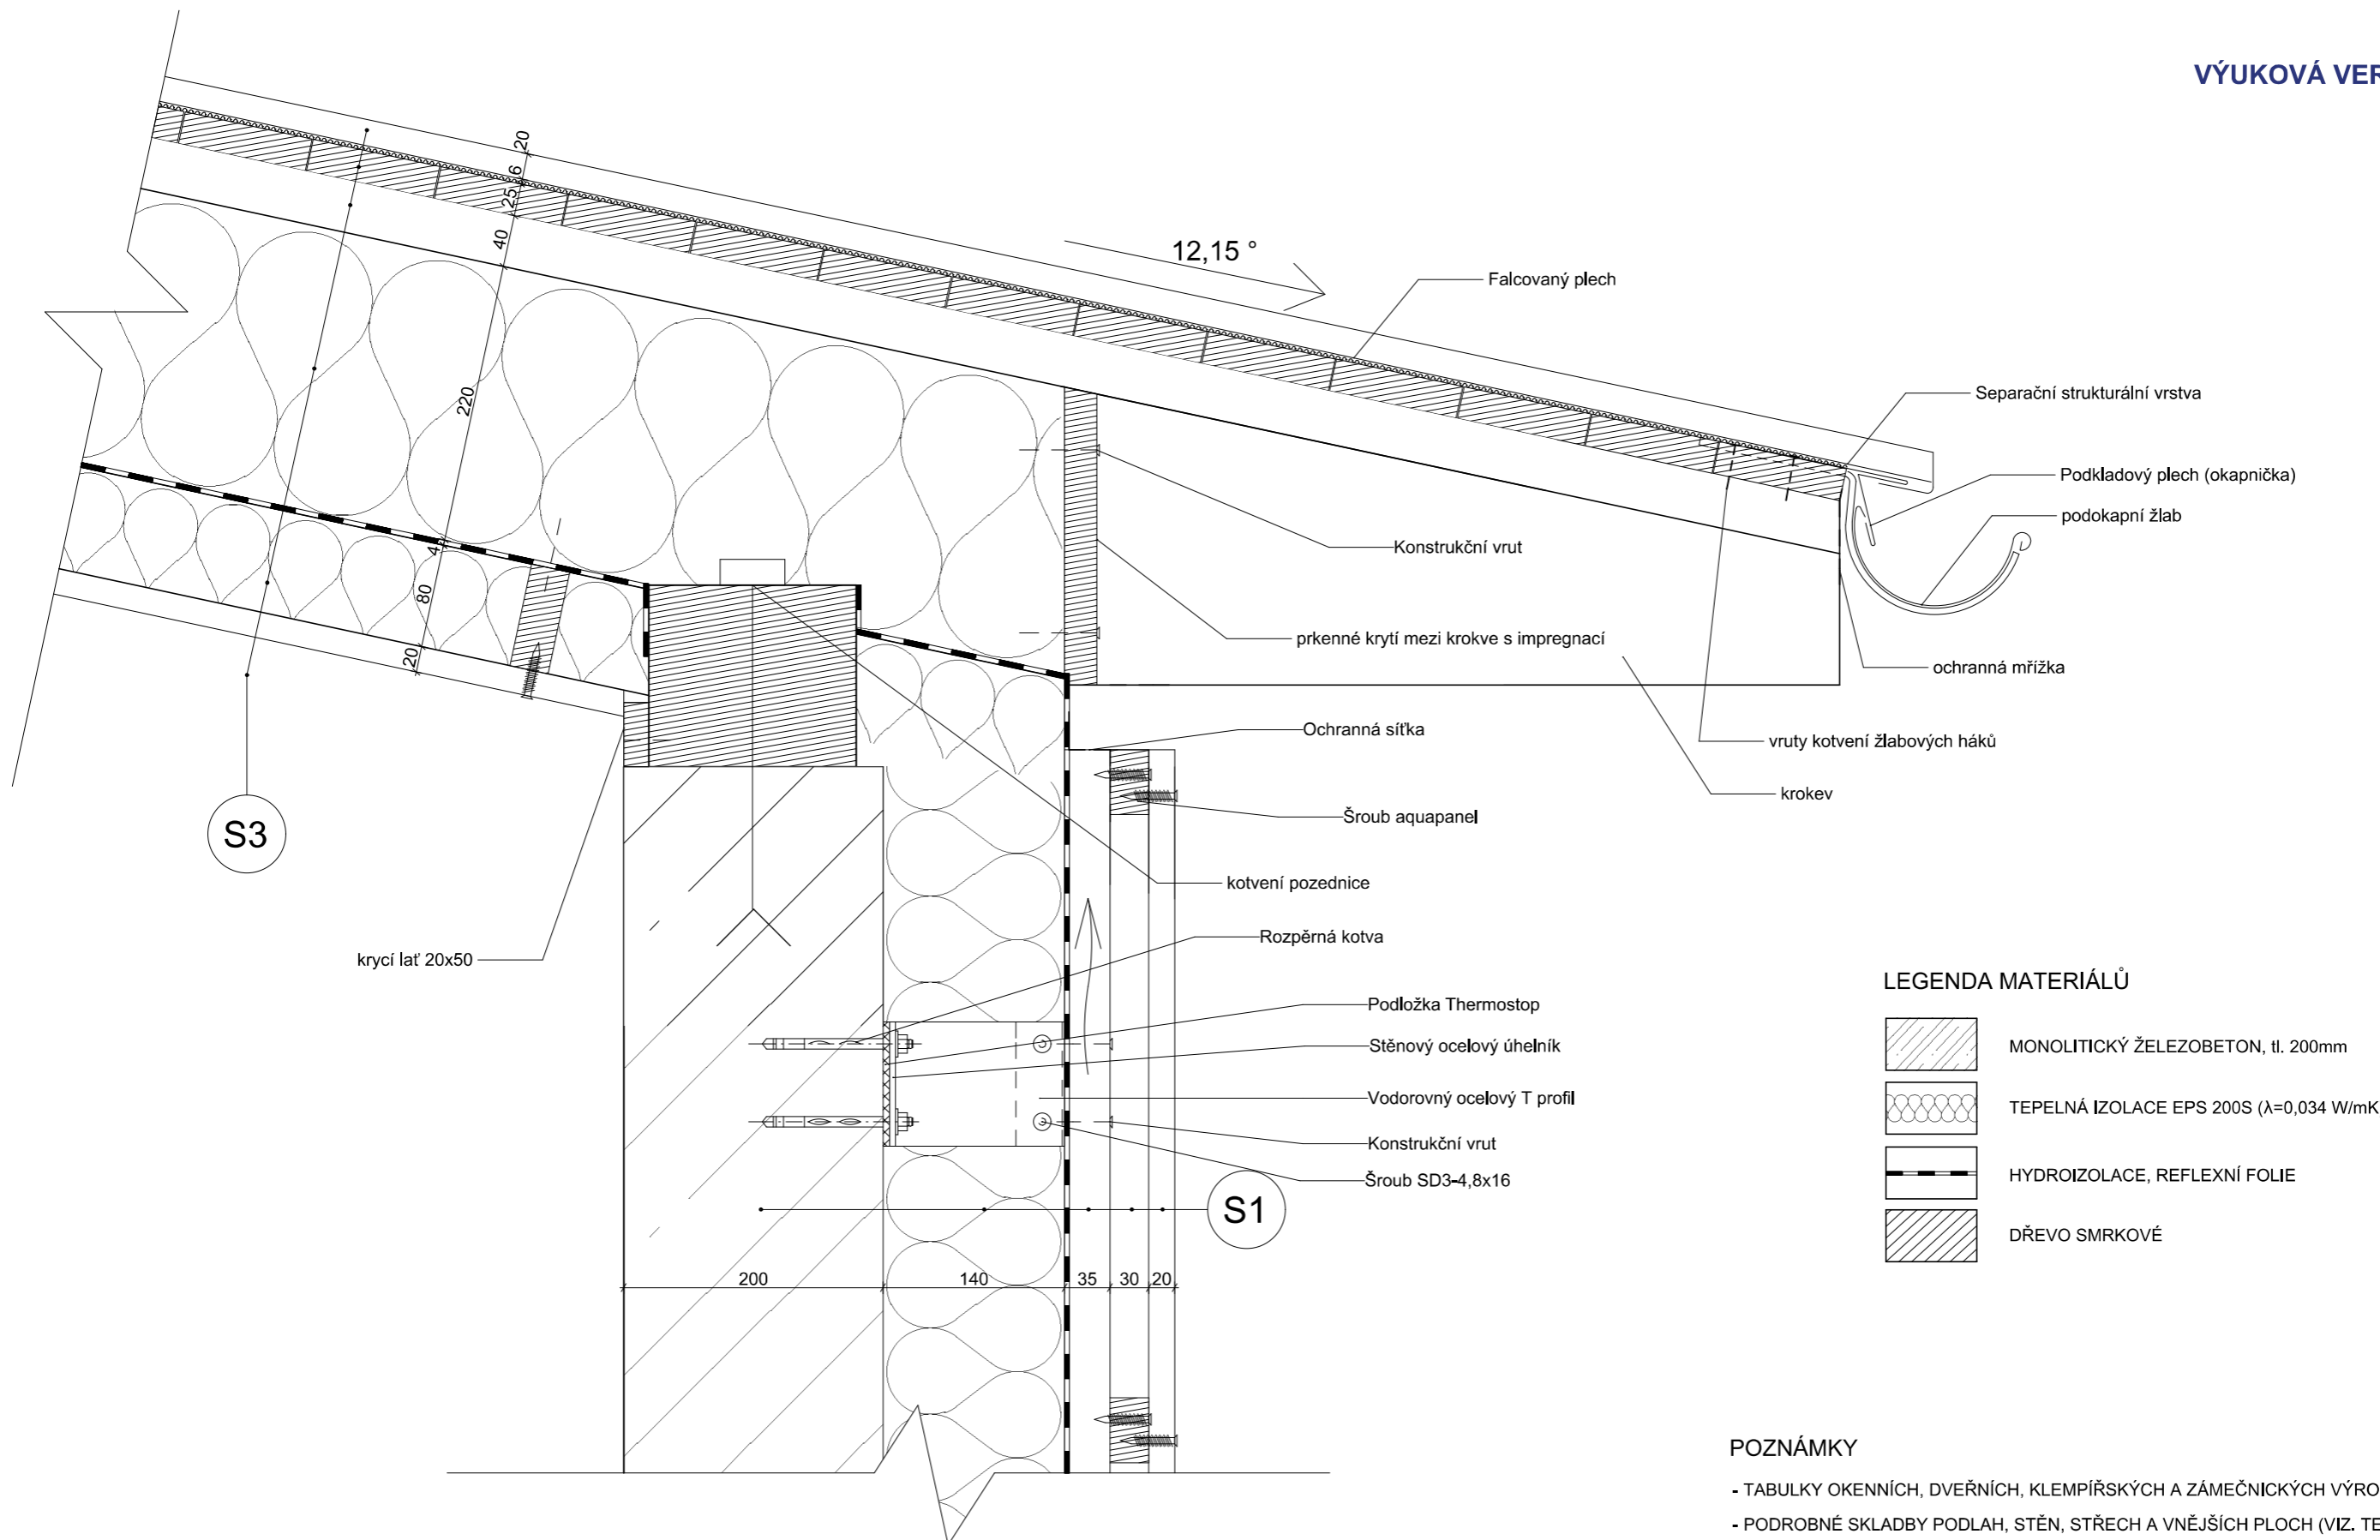 VÝUKOVÁ VER
20
6
25
40
220
4
80
20
12,15 °
Falcovaný plech
Separační strukturální vrstva
Podkladový plech (okapnička)
podokapní žlab
Konstrukční vrut
prkenné krytí mezi krokve s impregnací
ochranná mřížka
Ochranná síťka
vruty kotvení žlabových háků
krokev
Šroub aquapanel
S3
kotvení pozednice
Rozpěrná kotva
krycí lať 20x50
Podložka Thermostop
Stěnový ocelový úhelník
Vodorovný ocelový T profil
Konstrukční vrut
Šroub SD3-4,8x16
S1
200
140
35
30
20
LEGENDA MATERIÁLŮ
MONOLITICKÝ ŽELEZOBETON, tl. 200mm
TEPELNÁ IZOLACE EPS 200S (λ=0,034 W/mK
HYDROIZOLACE, REFLEXNÍ FOLIE
DŘEVO SMRKOVÉ
POZNÁMKY
- TABULKY OKENNÍCH, DVEŘNÍCH, KLEMPÍŘSKÝCH A ZÁMEČNICKÝCH VÝRO
- PODROBNÉ SKLADBY PODLAH, STĚN, STŘECH A VNĚJŠÍCH PLOCH (VIZ. TD